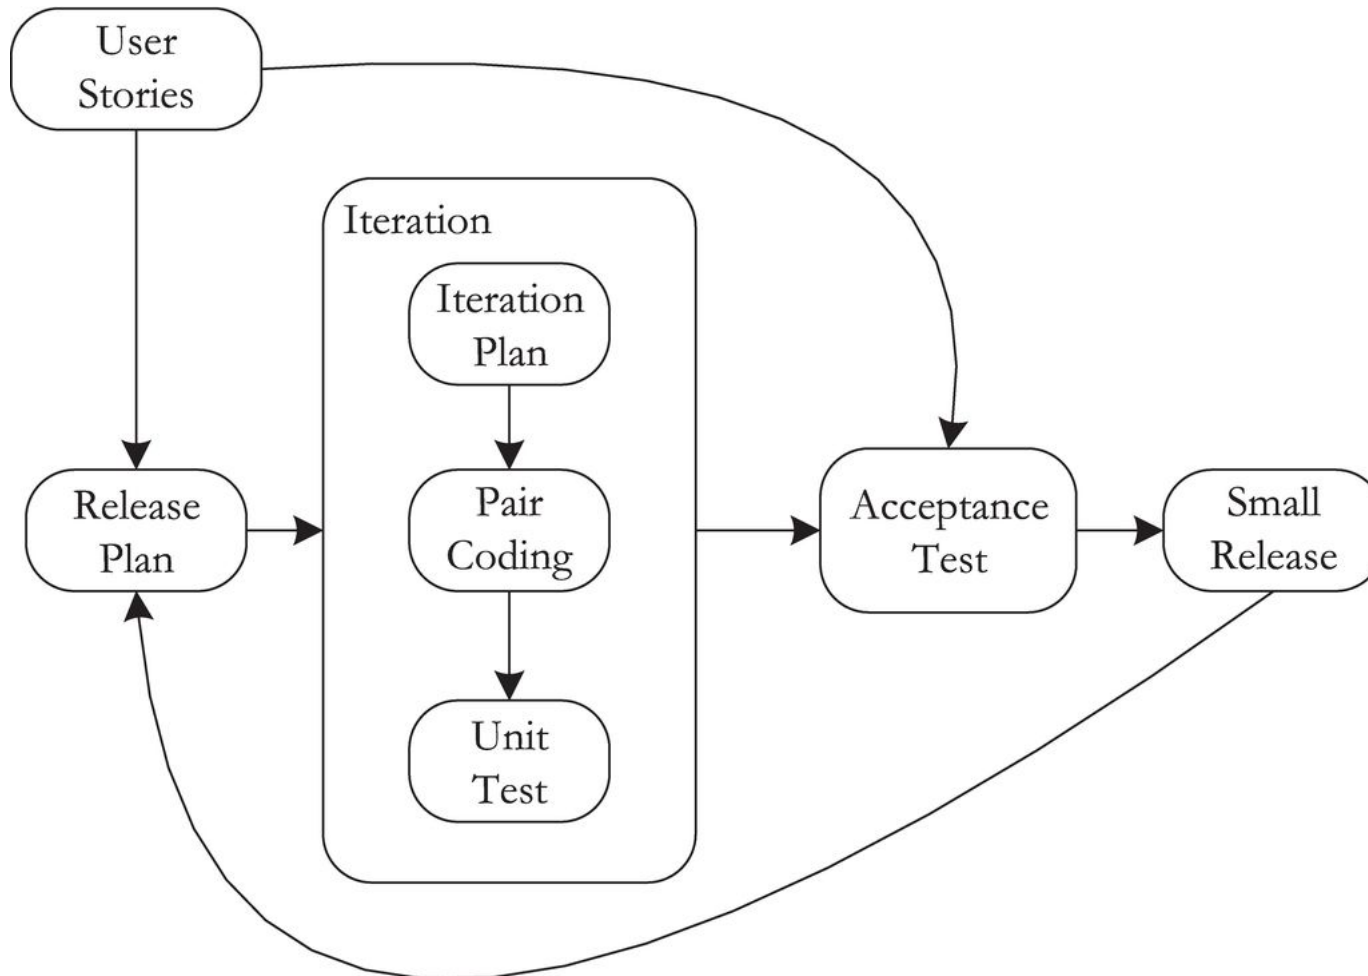 User
Stories
Iteration
Iteration
Plan
Release
Plan
Pair
Coding
Acceptance
Test
Small
Release
Unit
Test